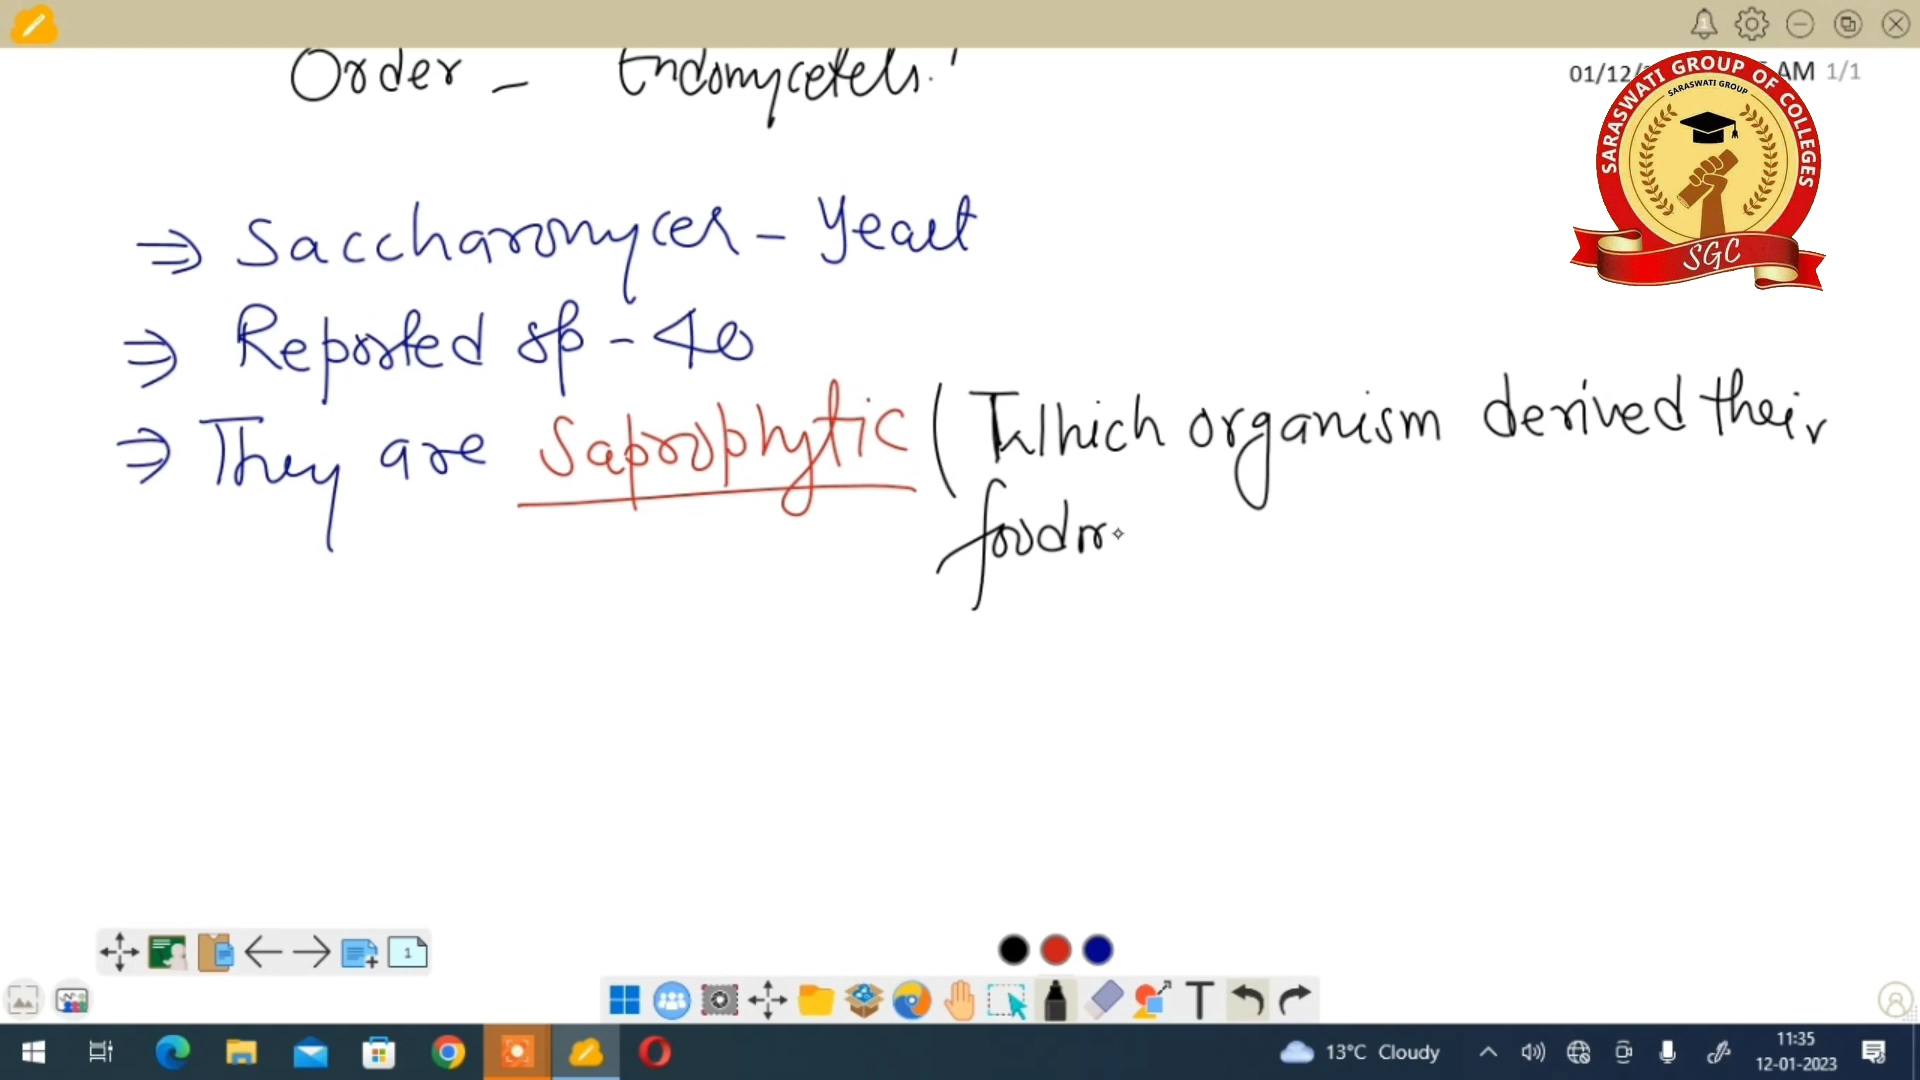 Order - Endomycetels.
01/12/ AM 1/1
SARASWATI GROUP OF COLLEGES
SARASWATI GROUP
SGC
⇒ Saccharomyces - Yeast
⇒ Reported sp - 40
⇒ They are Saprophytic ( Which organism derived their
food
1
T
13°C Cloudy
11:35
12-01-2023